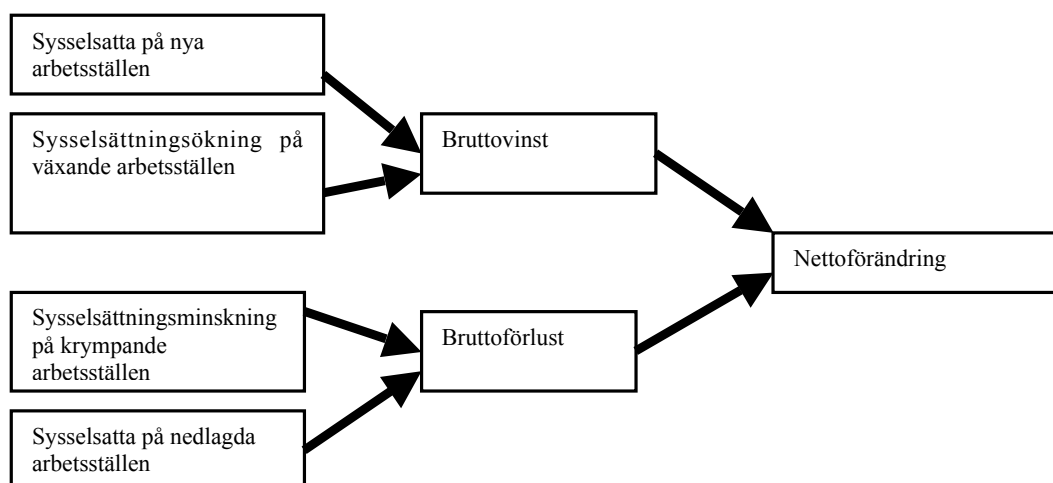 Sysselsatta på nya
arbetsställen
Sysselsättningsökning på
växande arbetsställen
Bruttovinst
Nettoförändring
Sysselsättningsminskning
på krympande
arbetsställen
Bruttoförlust
Sysselsatta på nedlagda
arbetsställen